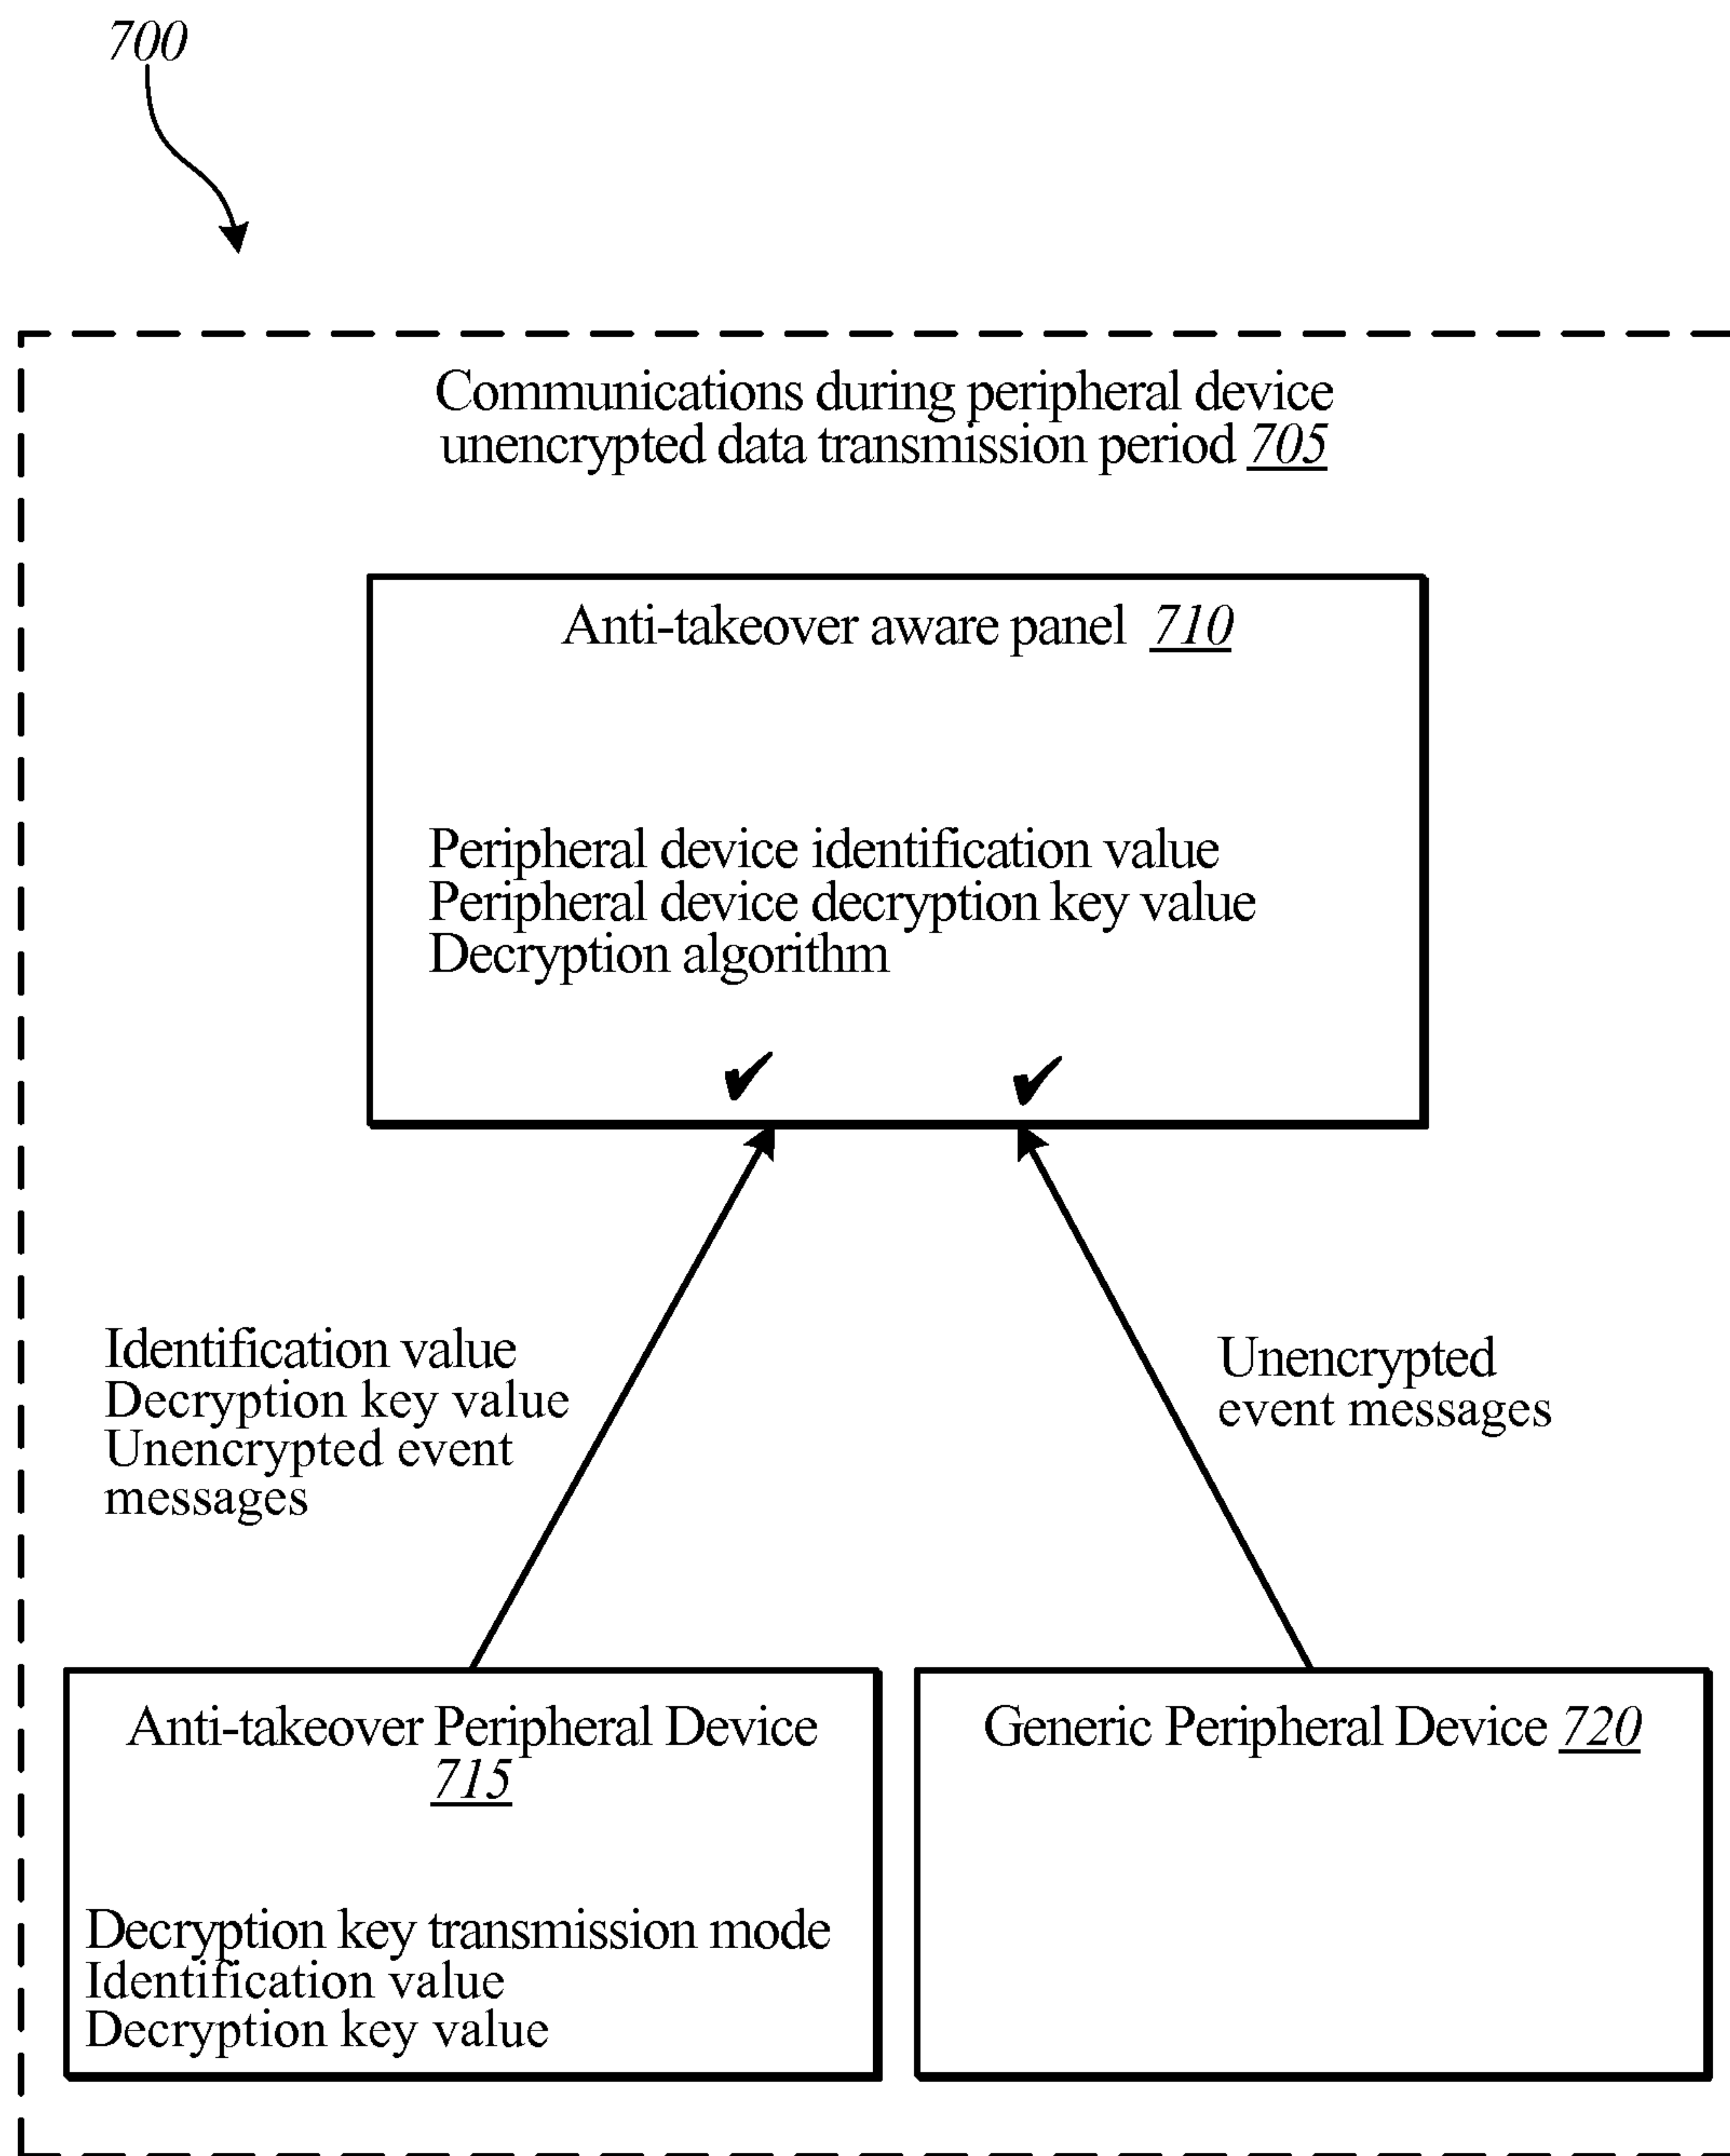 700
Communications during peripheral device
unencrypted data transmission period 705
Anti-takeover aware panel 710
Peripheral device identification value
Peripheral device decryption key value
Decryption algorithm
Identification value
Decryption key value
Unencrypted event
messages
Unencrypted
event messages
Anti-takeover Peripheral Device
715
Decryption key transmission mode
Identification value
Decryption key value
Generic Peripheral Device 720